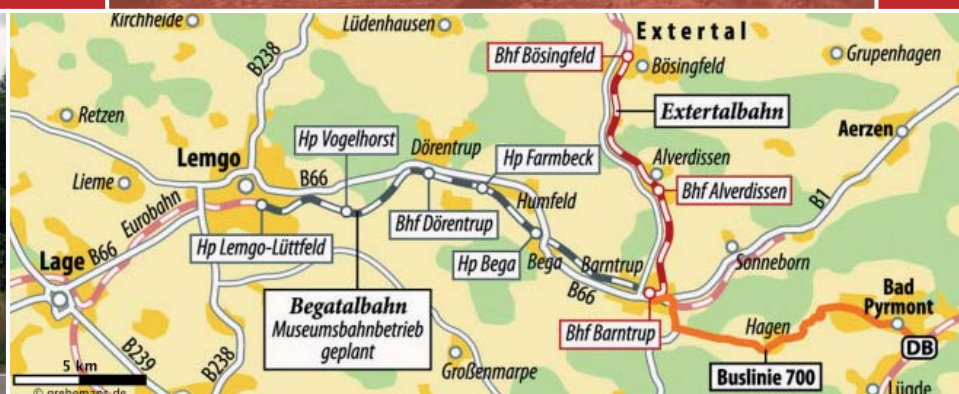 Kirchheide
Lüdenhausen
Extertal
B238
Bhf Bösingfeld
Bösingfeld
Grupenhagen
Retzen
Extertalbahn
Aerzen
Hp Vogelhorst
Dörentrup
Hp Farmbeck
Alverdissen
Lemgo
Lieme
B66
Bhf Alverdissen
B1
Eurobahn
Bhf Dörentrup
Humfeld
Hp Lemgo-Lüttfeld
Hp Bega
Bega
Barntrup
Sonneborn
Lage
B66
B66
Bad
Pyrmont
Begatalbahn
Museumsbahnbetrieb
geplant
Bhf Barntrup
Hagen
DB
B239
B238
Großenmarpe
Buslinie 700
5 km
Lügde